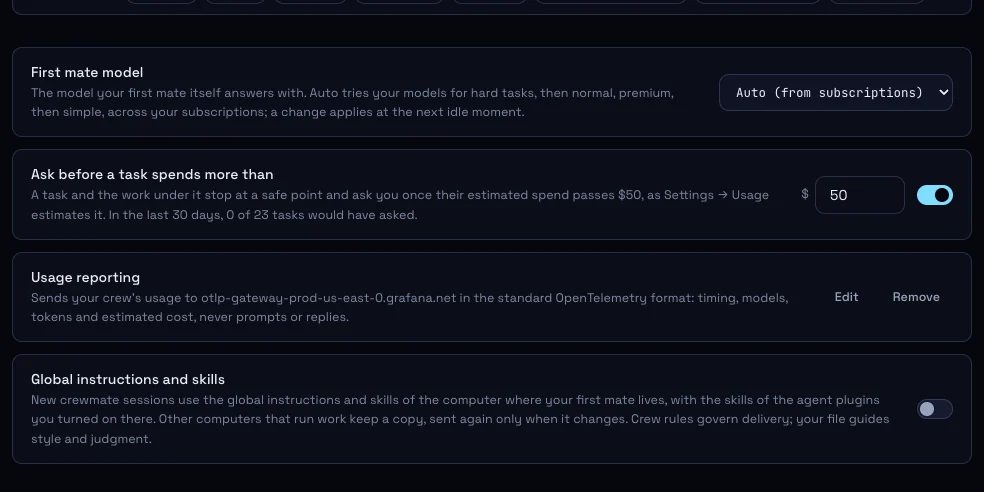 First mate model
The model your first mate itself answers with. Auto tries your models for hard tasks, then normal, premium,
then simple, across your subscriptions; a change applies at the next idle moment.
Auto (from subscriptions)
Ask before a task spends more than
A task and the work under it stop at a safe point and ask you once their estimated spend passes $50, as Settings → Usage
estimates it. In the last 30 days, 0 of 23 tasks would have asked.
$ 50
Usage reporting
Sends your crew's usage to otlp-gateway-prod-us-east-0.grafana.net in the standard OpenTelemetry format: timing, models,
tokens and estimated cost, never prompts or replies.
Edit Remove
Global instructions and skills
New crewmate sessions use the global instructions and skills of the computer where your first mate lives, with the skills of the agent plugins
you turned on there. Other computers that run work keep a copy, sent again only when it changes. Crew rules govern delivery; your file guides
style and judgment.